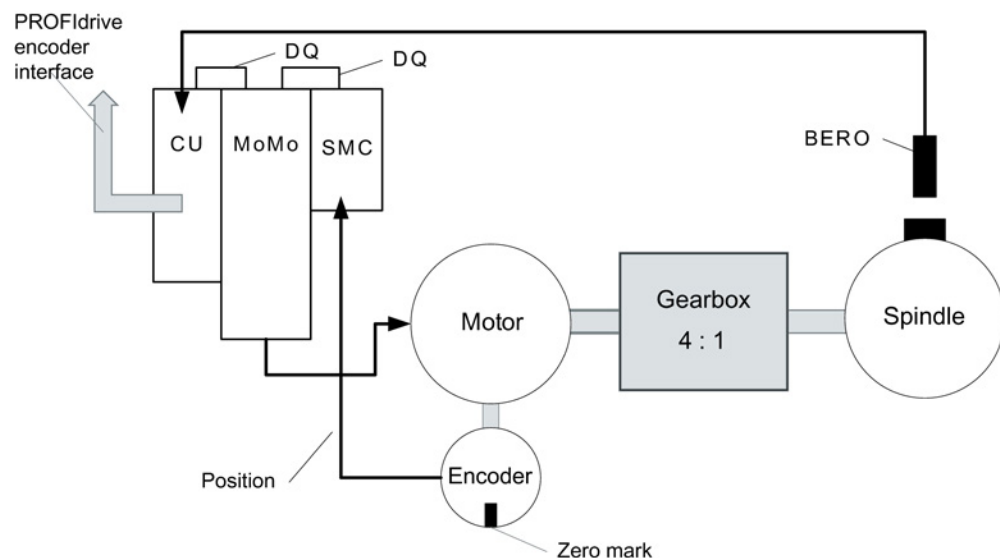 PROFIdrive
encoder
interface
DQ
DQ
CU
MoMo
SMC
BERO
Motor
Gearbox
4 : 1
Spindle
Position
Encoder
Zero mark